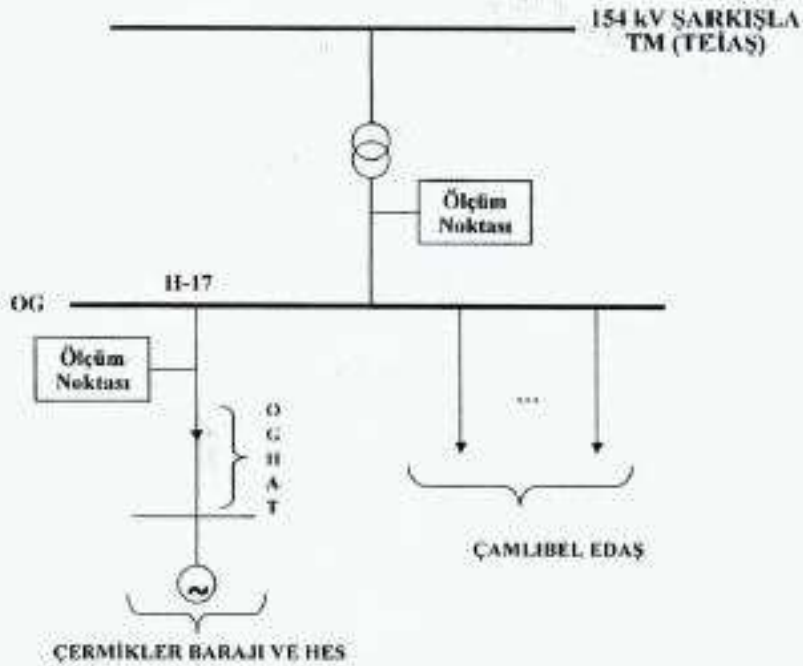 154 kV ŞARKIŞLA
TM (TEİAŞ)
Ölçüm
Noktası
H-17
OG
Ölçüm
Noktası
O
G
H
A
T
...
ÇAMLIBEL EDAŞ
ÇERMİKLER BARAJI VE HES